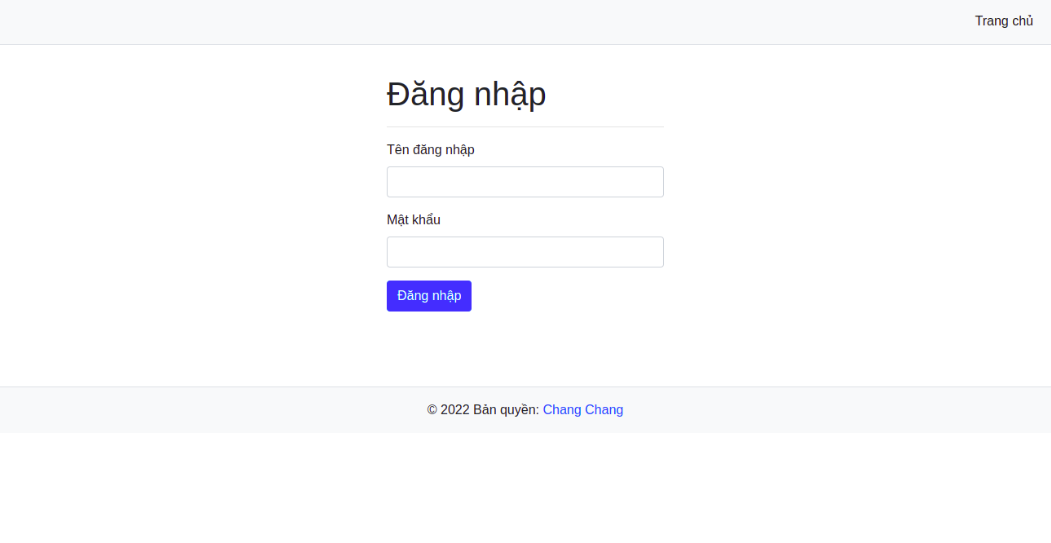 Trang chủ
Đăng nhập
Tên đăng nhập
Mật khẩu
Đăng nhập
© 2022 Bản quyền: Chang Chang